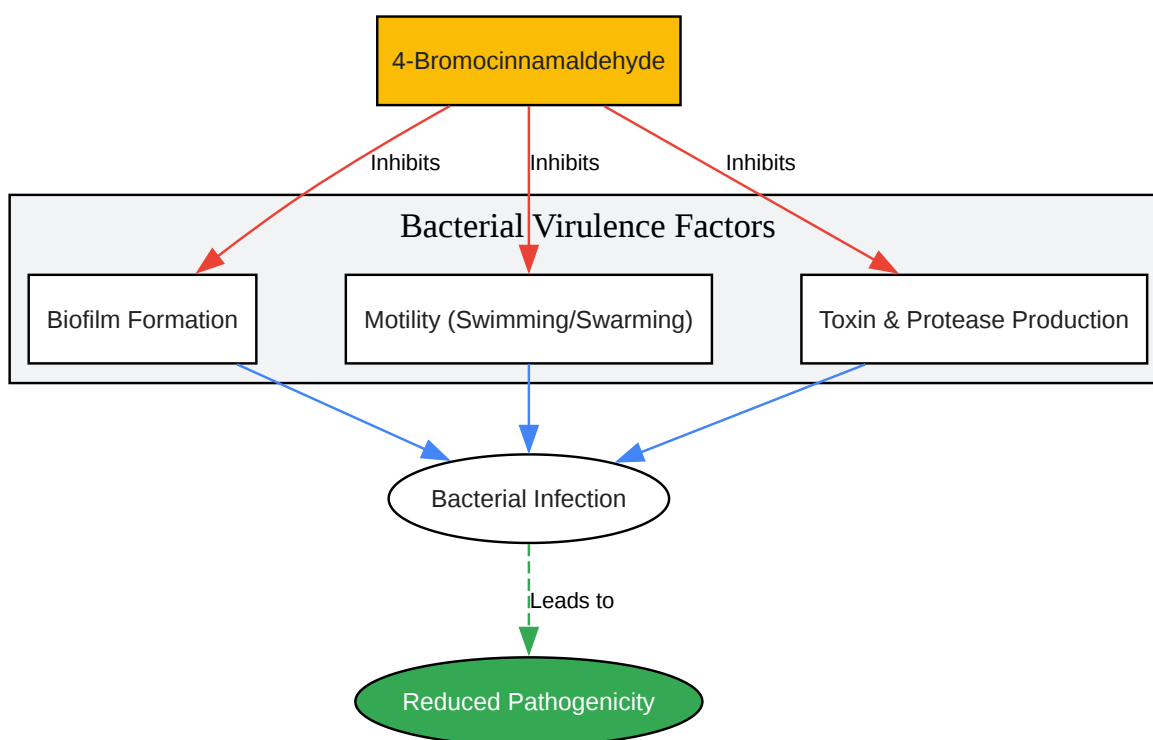 4-Bromocinnamaldehyde
Inhibits
Inhibits
Inhibits
Bacterial Virulence Factors
Biofilm Formation
Motility (Swimming/Swarming)
Toxin & Protease Production
Bacterial Infection
Leads to
Reduced Pathogenicity